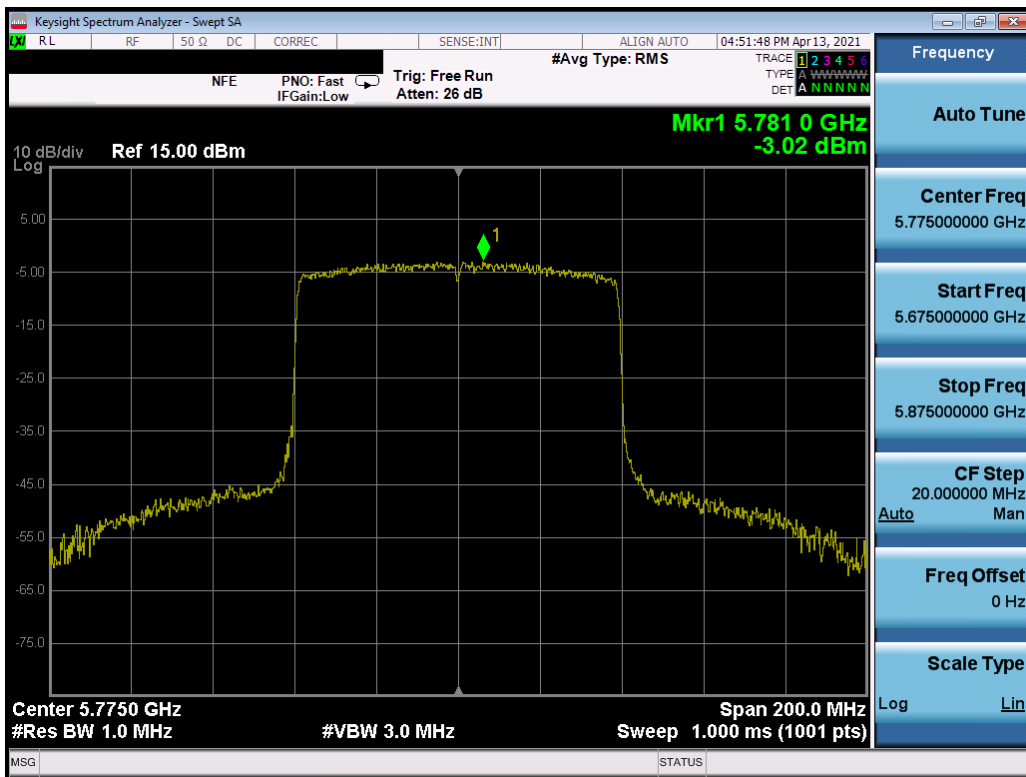 Keysight Spectrum Analyzer - Swept SA
LXI RL RF 50 Ω DC CORREC SENSE:INT ALIGN AUTO 04:51:48 PM Apr 13, 2021
NFE PNO: Fast Trig: Free Run #Avg Type: RMS TRACE 1 2 3 4 5 6
IFGain:Low Atten: 26 dB TYPE A WWWWW
DET A N N N N N
Mkr1 5.781 0 GHz
-3.02 dBm
10 dB/div Ref 15.00 dBm
Log
1
5.00
-5.00
-15.0
-25.0
-35.0
-45.0
-55.0
-65.0
-75.0
Center 5.7750 GHz Span 200.0 MHz
#Res BW 1.0 MHz #VBW 3.0 MHz Sweep 1.000 ms (1001 pts)
MSG STATUS
Frequency
Auto Tune
Center Freq
5.775000000 GHz
Start Freq
5.675000000 GHz
Stop Freq
5.875000000 GHz
CF Step
20.000000 MHz
Auto Man
Freq Offset
0 Hz
Scale Type
Log Lin